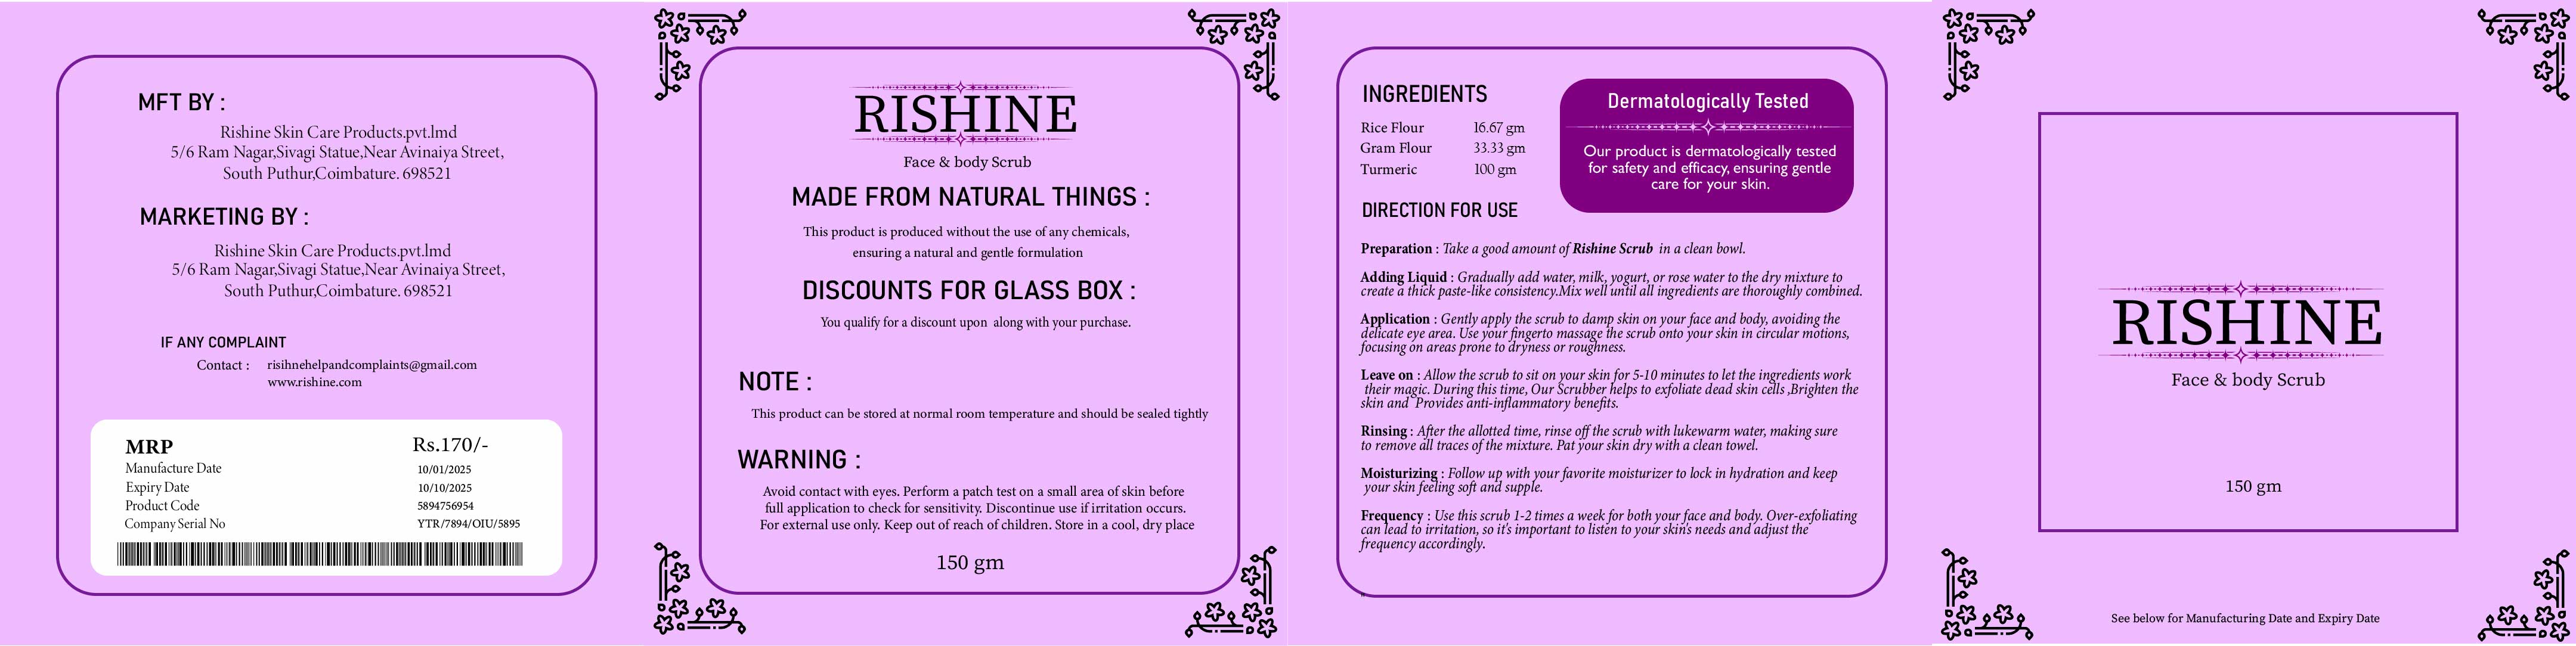 MFT BY :
Rishine Skin Care Products.pvt.lmd
5/6 Ram Nagar,Sivagi Statue,Near Avinaiya Street,
South Puthur,Coimbature. 698521
MARKETING BY :
Rishine Skin Care Products.pvt.lmd
5/6 Ram Nagar,Sivagi Statue,Near Avinaiya Street,
South Puthur,Coimbature. 698521
IF ANY COMPLAINT
Contact : risihnehelpandcomplaints@gmail.com
www.rishine.com
MRP Rs.170/-
Manufacture Date 10/01/2025
Expiry Date 10/10/2025
Product Code 5894756954
Company Serial No YTR/7894/OIU/5895
RISHINE
Face & body Scrub
MADE FROM NATURAL THINGS :
This product is produced without the use of any chemicals,
ensuring a natural and gentle formulation
DISCOUNTS FOR GLASS BOX :
You qualify for a discount upon along with your purchase.
NOTE :
This product can be stored at normal room temperature and should be sealed tightly
WARNING :
Avoid contact with eyes. Perform a patch test on a small area of skin before
full application to check for sensitivity. Discontinue use if irritation occurs.
For external use only. Keep out of reach of children. Store in a cool, dry place
150 gm
INGREDIENTS
Rice Flour 16.67 gm
Gram Flour 33.33 gm
Turmeric 100 gm
Dermatologically Tested
Our product is dermatologically tested
for safety and efficacy, ensuring gentle
care for your skin.
DIRECTION FOR USE
Preparation : Take a good amount of Rishine Scrub in a clean bowl.
Adding Liquid : Gradually add water, milk, yogurt, or rose water to the dry mixture to
create a thick paste-like consistency.Mix well until all ingredients are thoroughly combined.
Application : Gently apply the scrub to damp skin on your face and body, avoiding the
delicate eye area. Use your fingerto massage the scrub onto your skin in circular motions,
focusing on areas prone to dryness or roughness.
Leave on : Allow the scrub to sit on your skin for 5-10 minutes to let the ingredients work
their magic. During this time, Our Scrubber helps to exfoliate dead skin cells ,Brighten the
skin and Provides anti-inflammatory benefits.
Rinsing : After the allotted time, rinse off the scrub with lukewarm water, making sure
to remove all traces of the mixture. Pat your skin dry with a clean towel.
Moisturizing : Follow up with your favorite moisturizer to lock in hydration and keep
your skin feeling soft and supple.
Frequency : Use this scrub 1-2 times a week for both your face and body. Over-exfoliating
can lead to irritation, so it's important to listen to your skin's needs and adjust the
frequency accordingly.
RISHINE
Face & body Scrub
150 gm
See below for Manufacturing Date and Expiry Date